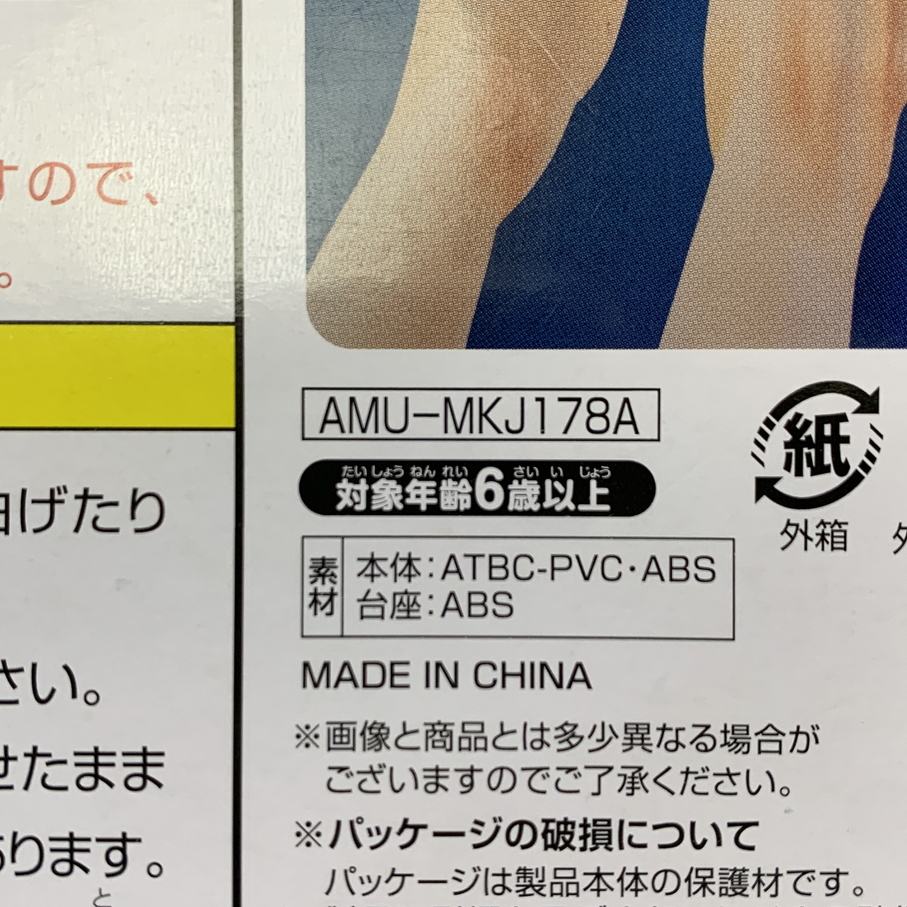 すので、
。
曲げたり
さい。
せたまま
あります。
と
AMU-MKJ178A
たいしょうねんれい さいいじょう
対象年齢6歳以上
紙
外箱
外
素材
本体：ATBC-PVC・ABS
台座：ABS
MADE IN CHINA
※画像と商品とは多少異なる場合が
ございますのでご了承ください。
※パッケージの破損について
パッケージは製品本体の保護材です。